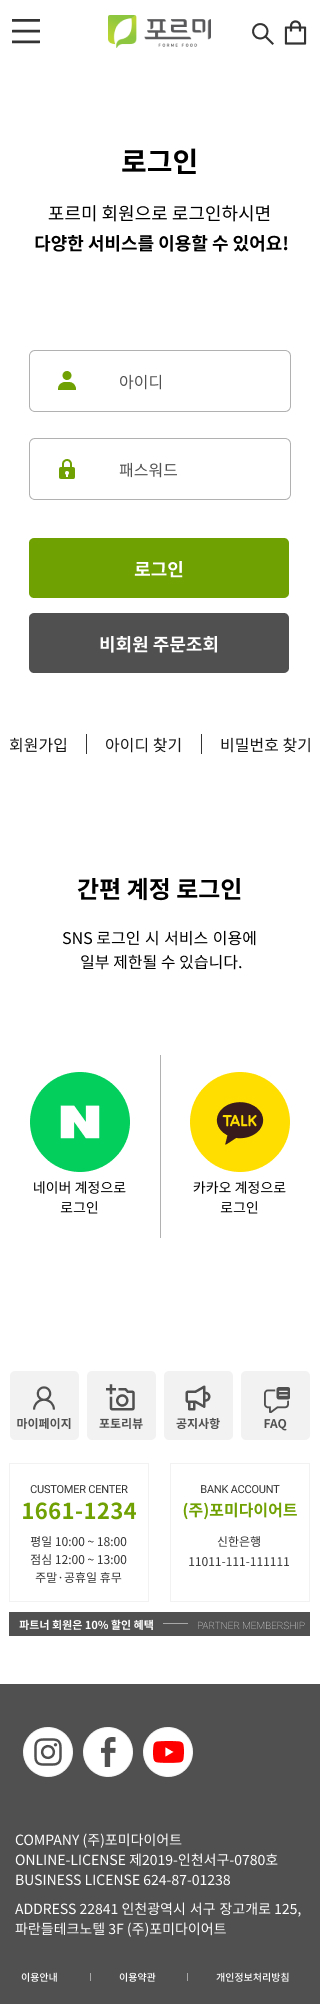 포르미
FORME FOOD
로그인
포르미 회원으로 로그인하시면
다양한 서비스를 이용할 수 있어요!
아이디
패스워드
로그인
비회원 주문조회
회원가입 아이디 찾기 비밀번호 찾기
간편 계정 로그인
SNS 로그인 시 서비스 이용에
일부 제한될 수 있습니다.
N TALK
네이버 계정으로
로그인
카카오 계정으로
로그인
마이페이지 포토리뷰 공지사항 FAQ
CUSTOMER CENTER
1661-1234
평일 10:00 ~ 18:00
점심 12:00 ~ 13:00
주말·공휴일 휴무
BANK ACCOUNT
(주)포미다이어트
신한은행
11011-111-111111
파트너 회원은 10% 할인 혜택 PARTNER MEMBERSHIP
COMPANY (주)포미다이어트
ONLINE-LICENSE 제2019-인천서구-0780호
BUSINESS LICENSE 624-87-01238
ADDRESS 22841 인천광역시 서구 장고개로 125,
파란들테크노텔 3F (주)포미다이어트
이용안내 | 이용약관 | 개인정보처리방침